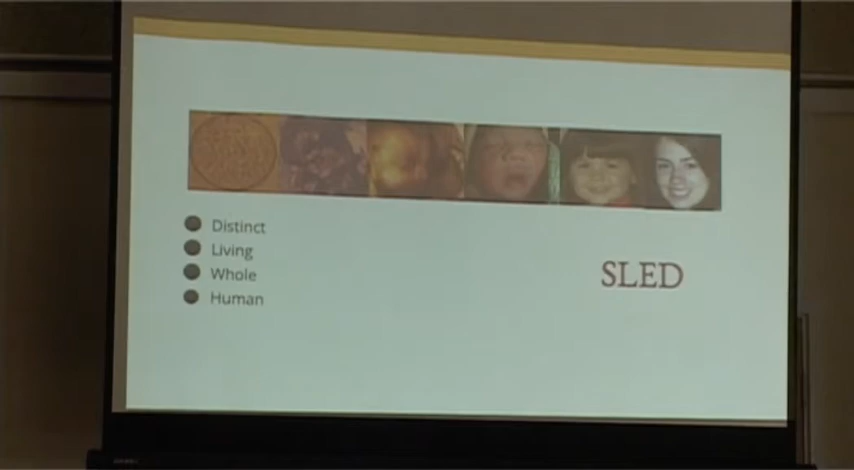 Distinct
Living
Whole
Human
SLED